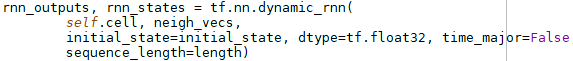 rnn_outputs, rnn_states = tf.nn.dynamic_rnn(
self.cell, neigh_vecs,
initial_state=initial_state, dtype=tf.float32, time_major=False
sequence_length=length)